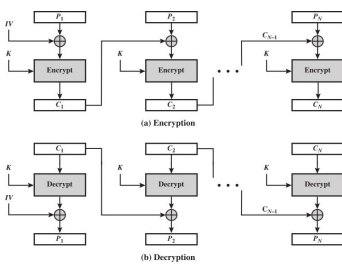 P1 P2 PN
IV
K K CN–1 K
Encrypt Encrypt Encrypt
C1 C2 CN
(a) Encryption
C1 C2 CN
K K K
Decrypt Decrypt Decrypt
IV CN–1
P1 P2 PN
(b) Decryption